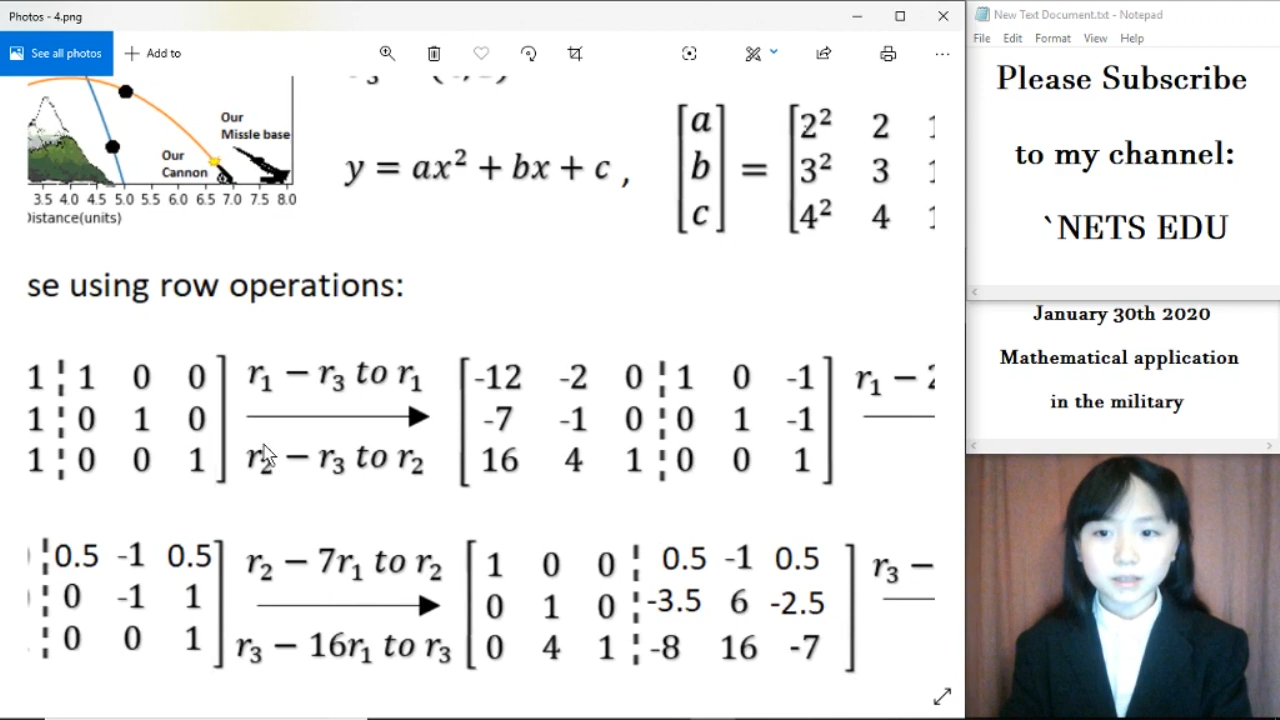 Photos - 4.png
See all photos
Add to
Our
Missle base
Our
Cannon
3.5 4.0 4.5 5.0 5.5 6.0 6.5 7.0 7.5 8.0
Distance(units)
y = ax² + bx + c ,
[a b c] = [2² 2 1
3² 3 1
4² 4 1
se using row operations:
1 ¦ 1 0 0
1 ¦ 0 1 0
1 ¦ 0 0 1
r₁ − r₃ to r₁
r₂ − r₃ to r₂
-12 -2 0 ¦ 1 0 -1
-7 -1 0 ¦ 0 1 -1
16 4 1 ¦ 0 0 1
r₁ − 2
¦ 0.5 -1 0.5
¦ 0 -1 1
¦ 0 0 1
r₂ − 7r₁ to r₂
r₃ − 16r₁ to r₃
1 0 0 ¦ 0.5 -1 0.5
0 1 0 ¦ -3.5 6 -2.5
0 4 1 ¦ -8 16 -7
r₃ −
New Text Document.txt - Notepad
File Edit Format View Help
Please Subscribe
to my channel:
`NETS EDU
January 30th 2020
Mathematical application
in the military